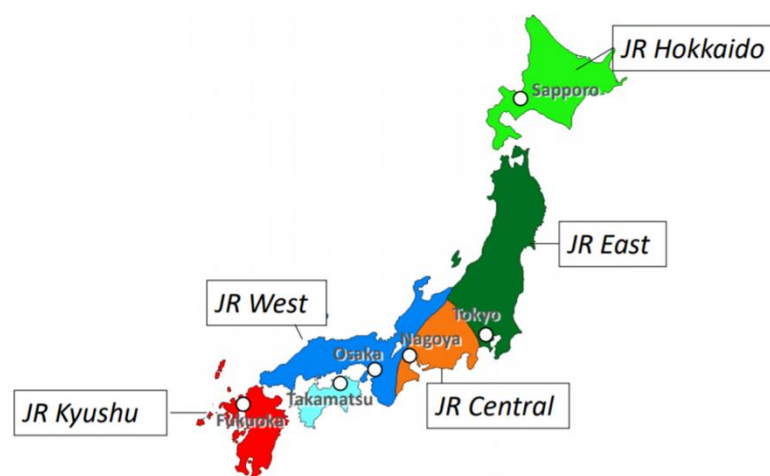 JR Hokkaido
Sapporo
JR East
JR West
Tokyo
Nagoya
Osaka
Takamatsu
JR Central
JR Kyushu
Fukuoka